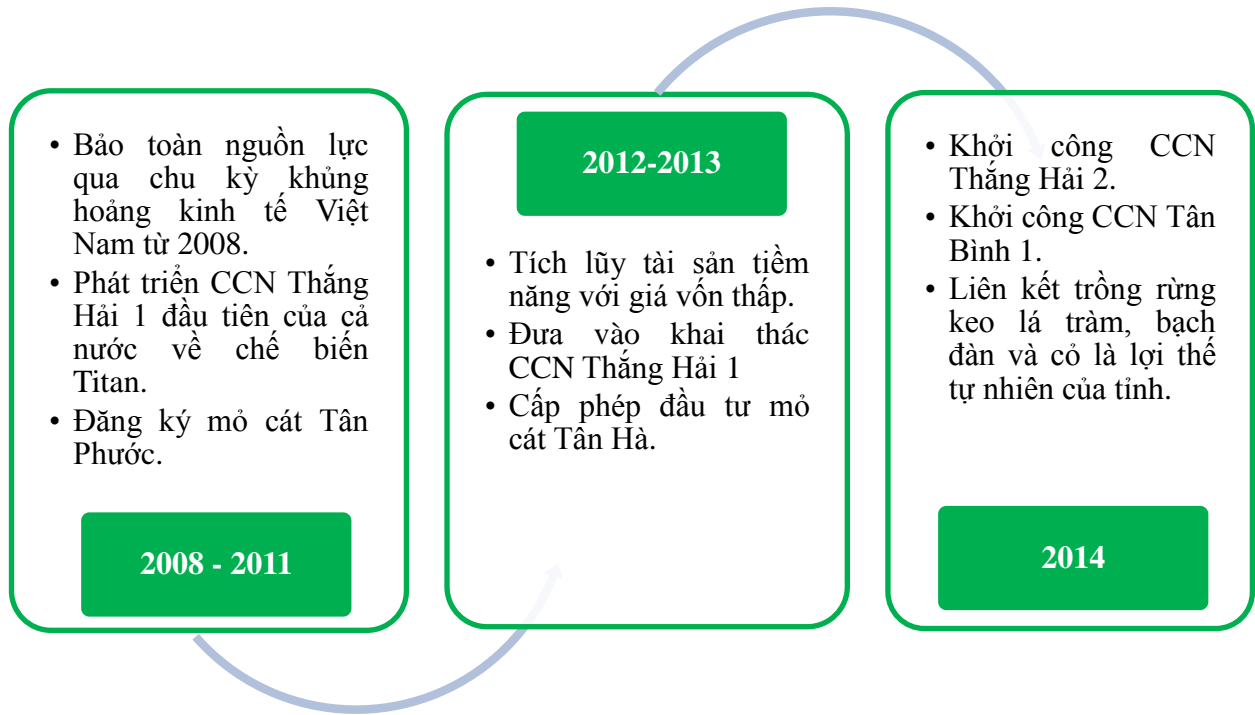 • Bảo toàn nguồn lực
qua chu kỳ khủng
hoảng kinh tế Việt
Nam từ 2008.
• Phát triển CCN Thắng
Hải 1 đầu tiên của cả
nước về chế biến
Titan.
• Đăng ký mỏ cát Tân
Phước.
2008 - 2011
2012-2013
• Tích lũy tài sản tiềm
năng với giá vốn thấp.
• Đưa vào khai thác
CCN Thắng Hải 1
• Cấp phép đầu tư mỏ
cát Tân Hà.
• Khởi công CCN
Thắng Hải 2.
• Khởi công CCN Tân
Bình 1.
• Liên kết trồng rừng
keo lá tràm, bạch
đàn và cỏ là lợi thế
tự nhiên của tỉnh.
2014